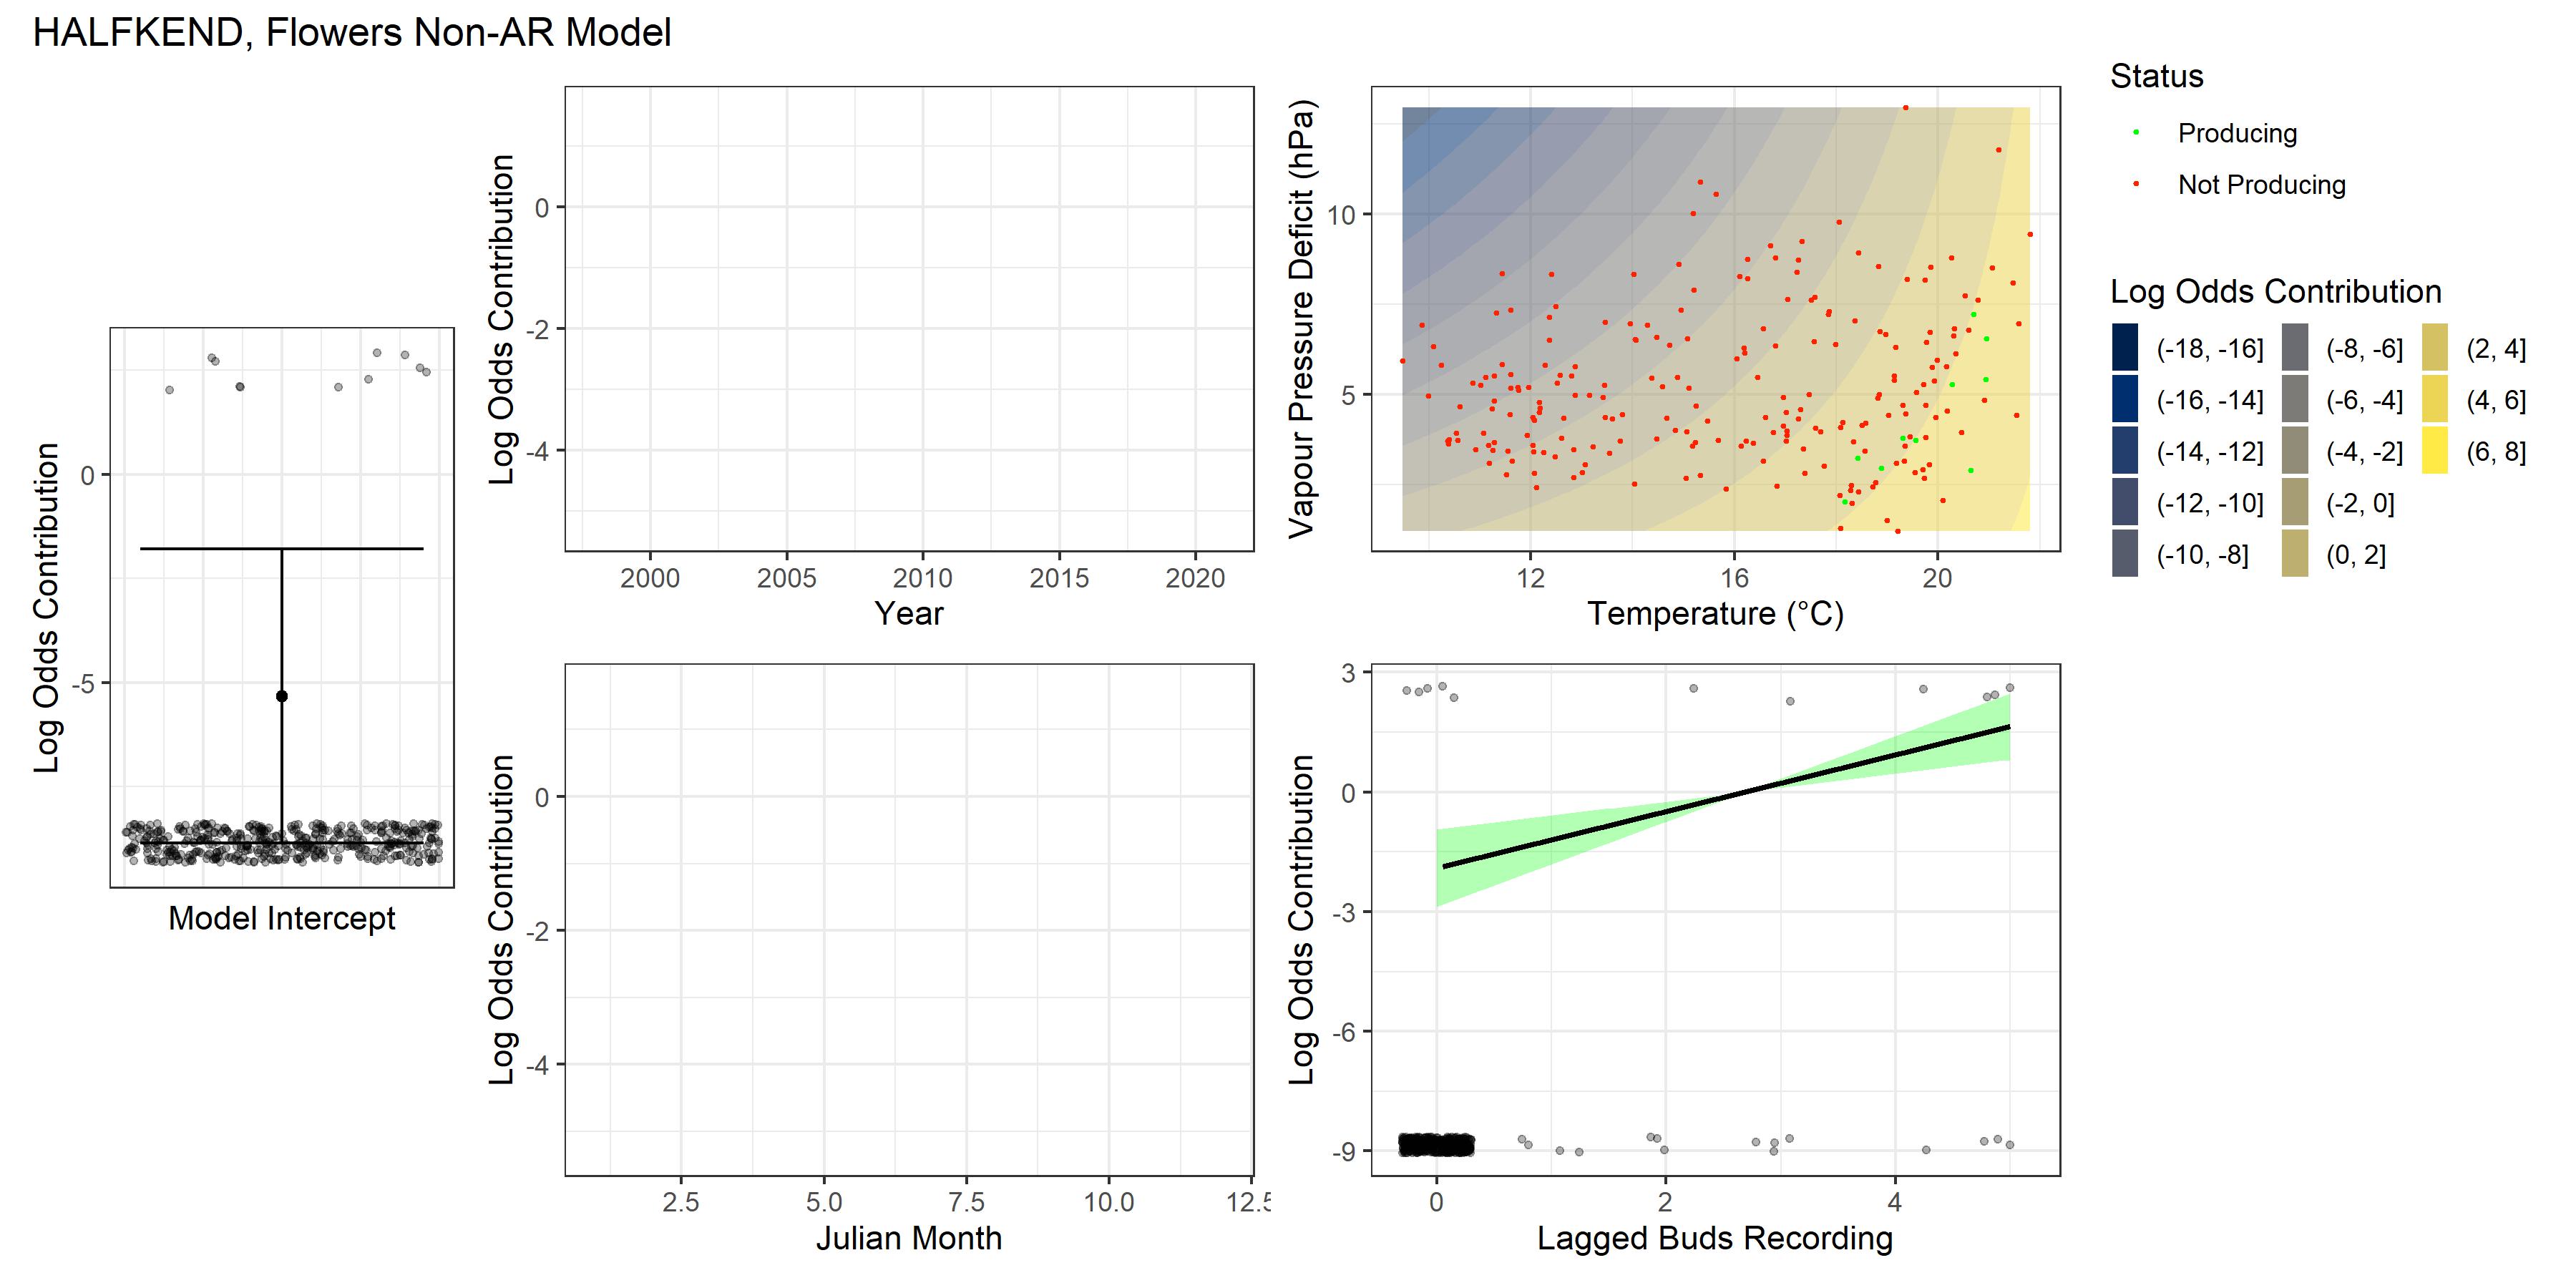 HALFKEND, Flowers Non-AR Model
Log Odds Contribution
0
-5
Model Intercept
Log Odds Contribution
0
-2
-4
2000 2005 2010 2015 2020
Year
Vapour Pressure Deficit (hPa)
10
5
12 16 20
Temperature (°C)
Status
Producing
Not Producing
Log Odds Contribution
(-18, -16] (-8, -6] (2, 4]
(-16, -14] (-6, -4] (4, 6]
(-14, -12] (-4, -2] (6, 8]
(-12, -10] (-2, 0]
(-10, -8] (0, 2]
Log Odds Contribution
0
-2
-4
2.5 5.0 7.5 10.0 12.5
Julian Month
Log Odds Contribution
3
0
-3
-6
-9
0 2 4
Lagged Buds Recording